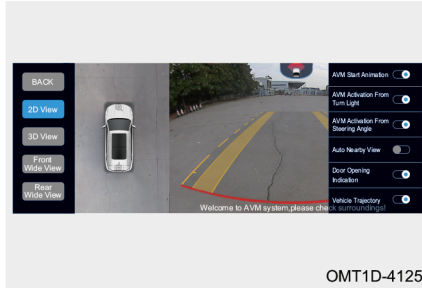 BACK
2D View
3D View
Front
Wide View
Rear
Wide View
AVM Start Animation
AVM Activation From
Turn Light
AVM Activation From
Steering Angle
Auto Nearby View
Door Opening
Indication
Vehicle Trajectory
Welcome to AVM system,please check surroundings!
OMT1D-4125